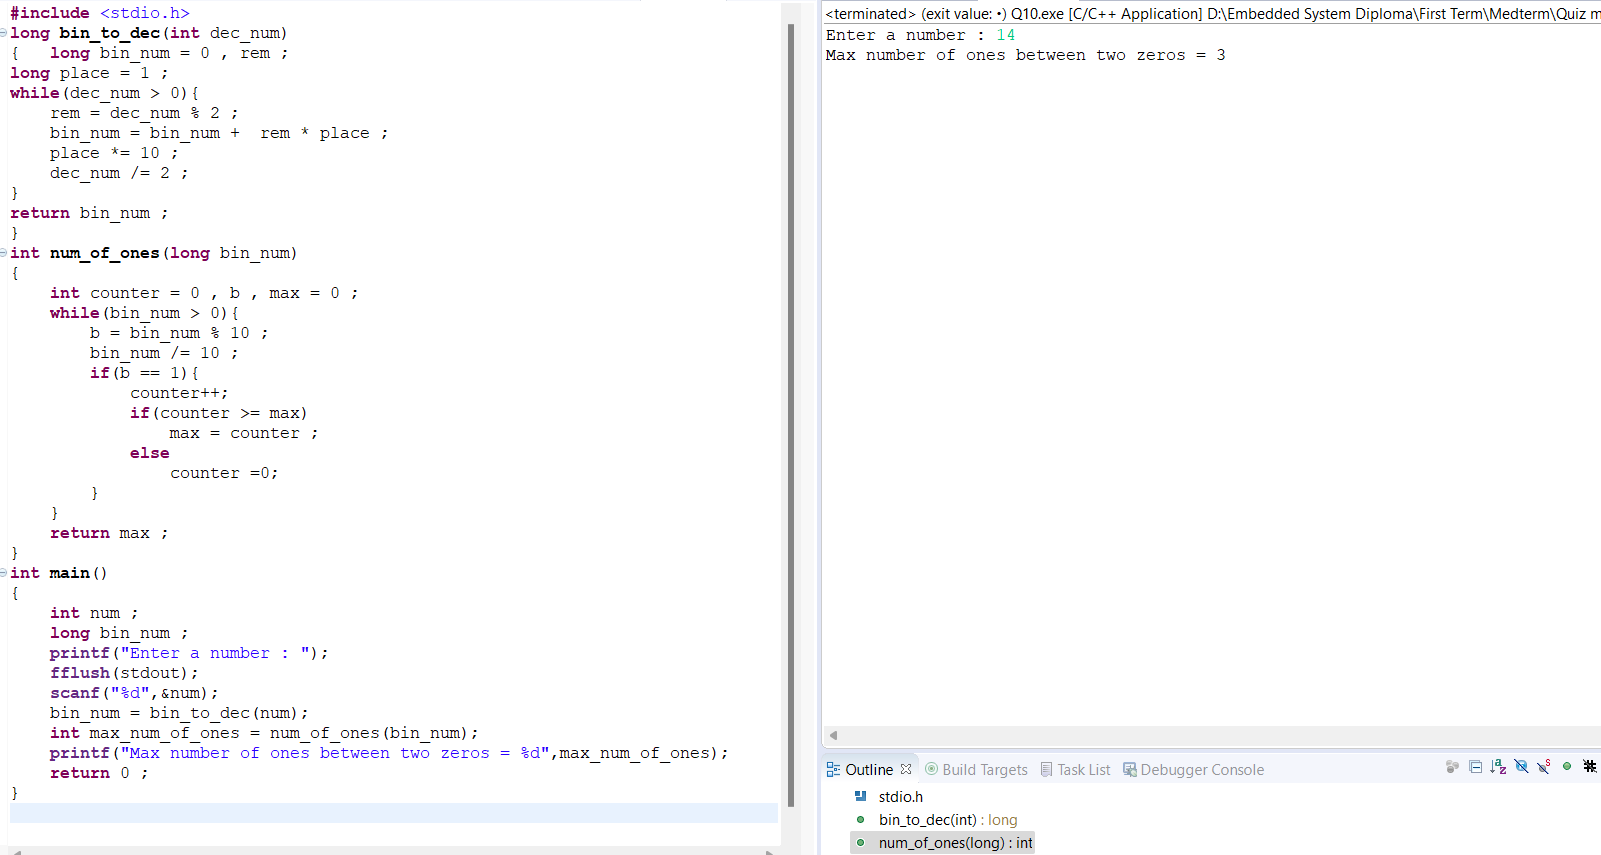 #include <stdio.h>
long bin_to_dec(int dec_num)
{   long bin_num = 0 , rem ;
long place = 1 ;
while(dec_num > 0){
    rem = dec_num % 2 ;
    bin_num = bin_num +  rem * place ;
    place *= 10 ;
    dec_num /= 2 ;
}
return bin_num ;
}
int num_of_ones(long bin_num)
{
    int counter = 0 , b , max = 0 ;
    while(bin_num > 0){
        b = bin_num % 10 ;
        bin_num /= 10 ;
        if(b == 1){
            counter++;
            if(counter >= max)
                max = counter ;
            else
                counter =0;
        }
    }
    return max ;
}
int main()
{
    int num ;
    long bin_num ;
    printf("Enter a number : ");
    fflush(stdout);
    scanf("%d",&num);
    bin_num = bin_to_dec(num);
    int max_num_of_ones = num_of_ones(bin_num);
    printf("Max number of ones between two zeros = %d",max_num_of_ones);
    return 0 ;
}
<terminated> (exit value: •) Q10.exe [C/C++ Application] D:\Embedded System Diploma\First Term\Medterm\Quiz m
Enter a number : 14
Max number of ones between two zeros = 3
Outline Build Targets Task List Debugger Console
stdio.h
bin_to_dec(int) : long
num_of_ones(long) : int